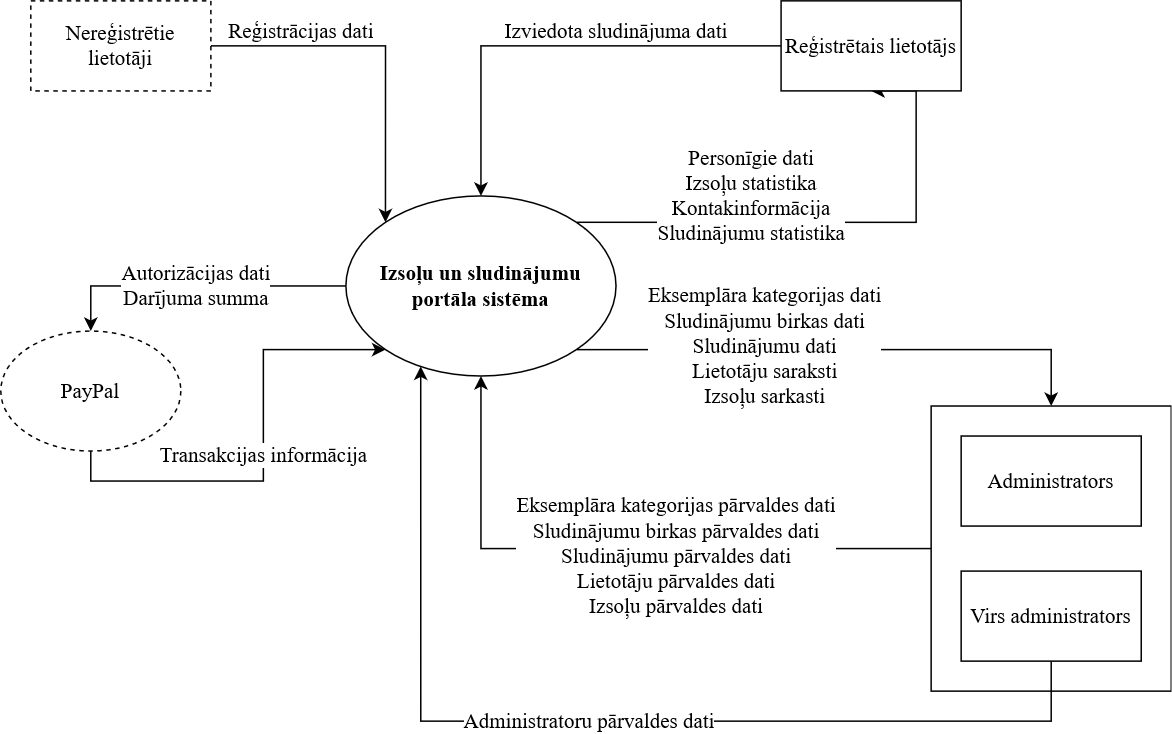 Nereģistrētie
lietotāji
Reģistrācijas dati
Izviedota sludinājuma dati
Reģistrētais lietotājs
Personīgie dati
Izsoļu statistika
Kontakinformācija
Sludinājumu statistika
Izsoļu un sludinājumu
portāla sistēma
Autorizācijas dati
Darījuma summa
Eksemplāra kategorijas dati
Sludinājumu birkas dati
Sludinājumu dati
Lietotāju saraksti
Izsoļu sarkasti
PayPal
Transakcijas informācija
Administrators
Eksemplāra kategorijas pārvaldes dati
Sludinājumu birkas pārvaldes dati
Sludinājumu pārvaldes dati
Lietotāju pārvaldes dati
Izsoļu pārvaldes dati
Virs administrators
Administratoru pārvaldes dati